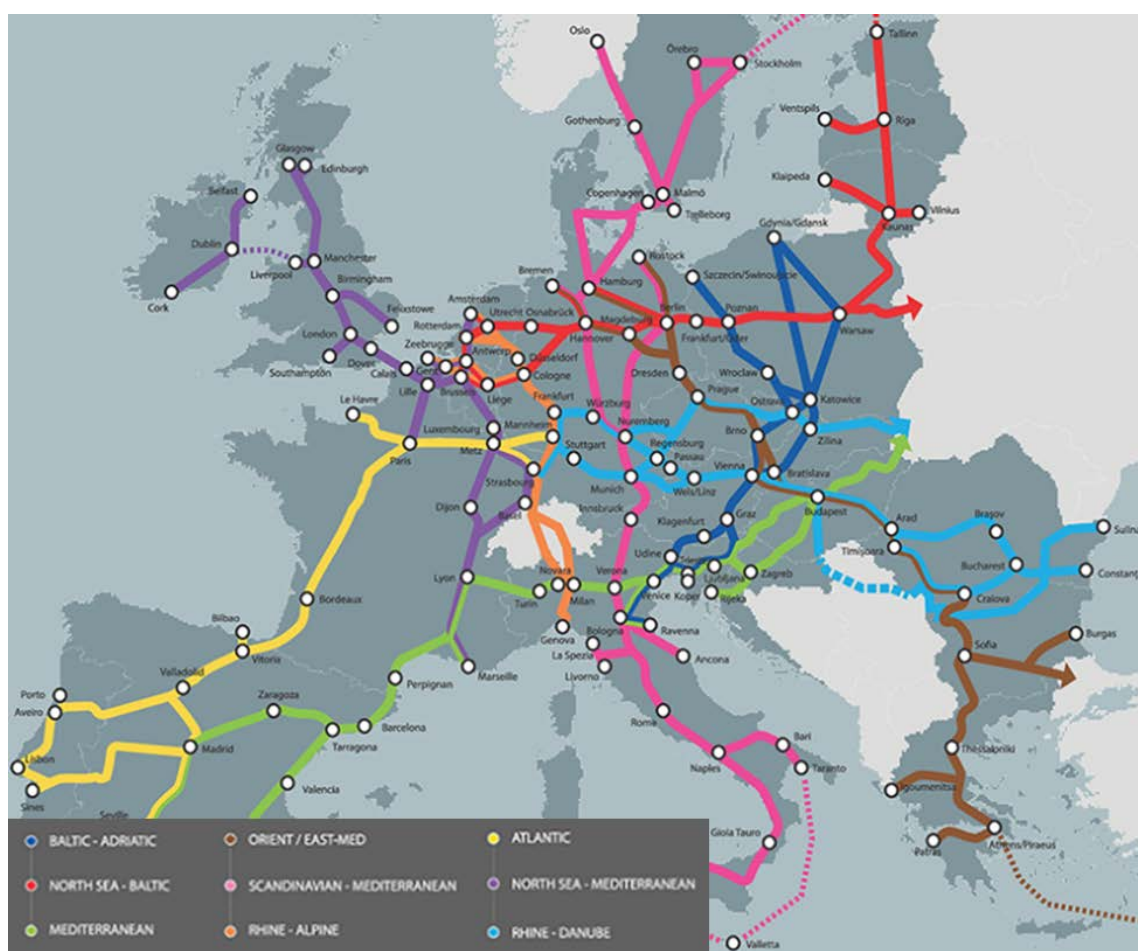 Oslo
Örebro
Stockholm
Tallinn
Ventspils
Riga
Gothenburg
Glasgow
Edinburgh
Klaipeda
Belfast
Copenhagen
Malmö
Trelleborg
Vilnius
Kaunas
Gdynia/Gdansk
Dublin
Liverpool
Manchester
Rostock
Szczecin/Swinoujscie
Cork
Birmingham
Bremen
Hamburg
Felixstowe
Amsterdam
Utrecht
Osnabrück
Magdeburg
Berlin
Poznan
Warsaw
London
Rotterdam
Hannover
Frankfurt/Oder
Southampton
Dover
Zeebrugge
Antwerp
Düsseldorf
Calais
Cologne
Dresden
Wroclaw
Lille
Brussels
Liege
Prague
Ostrava
Katowice
Le Havre
Frankfurt
Würzburg
Luxembourg
Mannheim
Nuremberg
Brno
Zilina
Paris
Metz
Stuttgart
Regensburg
Passau
Strasbourg
Munich
Wels/Linz
Vienna
Bratislava
Dijon
Basel
Innsbruck
Klagenfurt
Graz
Budapest
Arad
Braşov
Sulina
Udine
Timişoara
Bucharest
Constanta
Lyon
Novara
Verona
Ljubljana
Zagreb
Turin
Milan
Venice
Koper
Rijeka
Craiova
Bordeaux
Bilbao
Vitoria
Genova
Bologna
Ravenna
Sofia
Burgas
La Spezia
Ancona
Livorno
Marseille
Valladolid
Perpignan
Porto
Aveiro
Zaragoza
Barcelona
Roma
Madrid
Tarragona
Bari
Thessalpniki
Lisbon
Naples
Taranto
Sines
Valencia
Igoumenitsa
Seville
Gioia Tauro
Patras
Athens/Piraeus
BALTIC - ADRIATIC
ORIENT / EAST-MED
ATLANTIC
NORTH SEA - BALTIC
SCANDINAVIAN - MEDITERRANEAN
NORTH SEA - MEDITERRANEAN
MEDITERRANEAN
RHINE - ALPINE
RHINE - DANUBE
Valletta